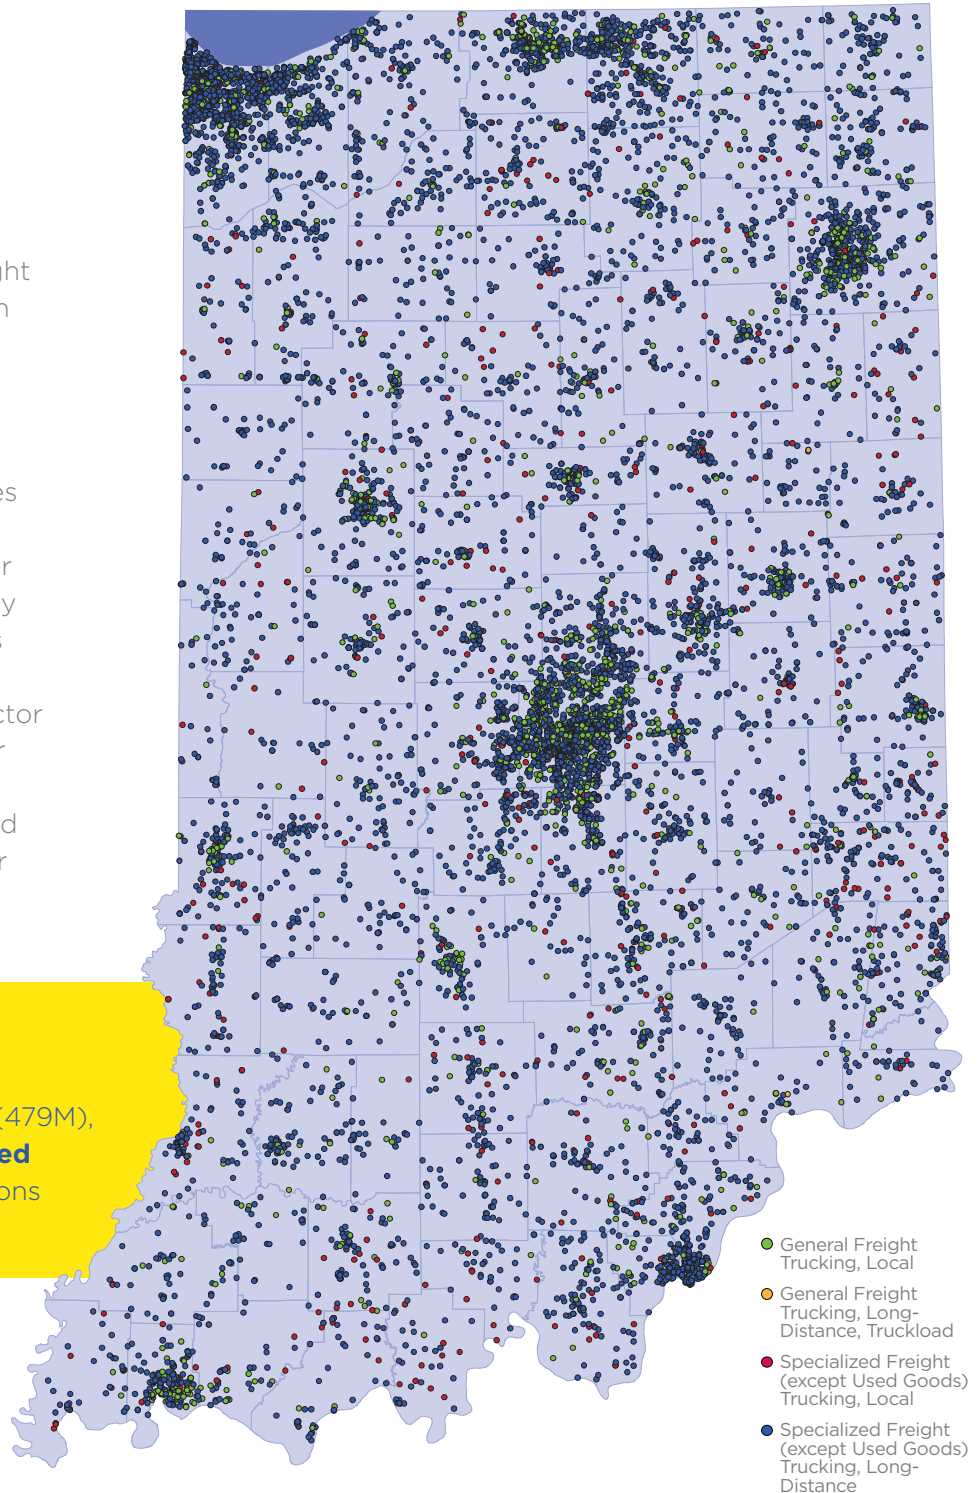 ght
n
es
r
y
s
ctor
r
d
r
(479M),
ed
ons
General Freight
Trucking, Local
General Freight
Trucking, Long-
Distance, Truckload
Specialized Freight
(except Used Goods)
Trucking, Local
Specialized Freight
(except Used Goods)
Trucking, Long-
Distance